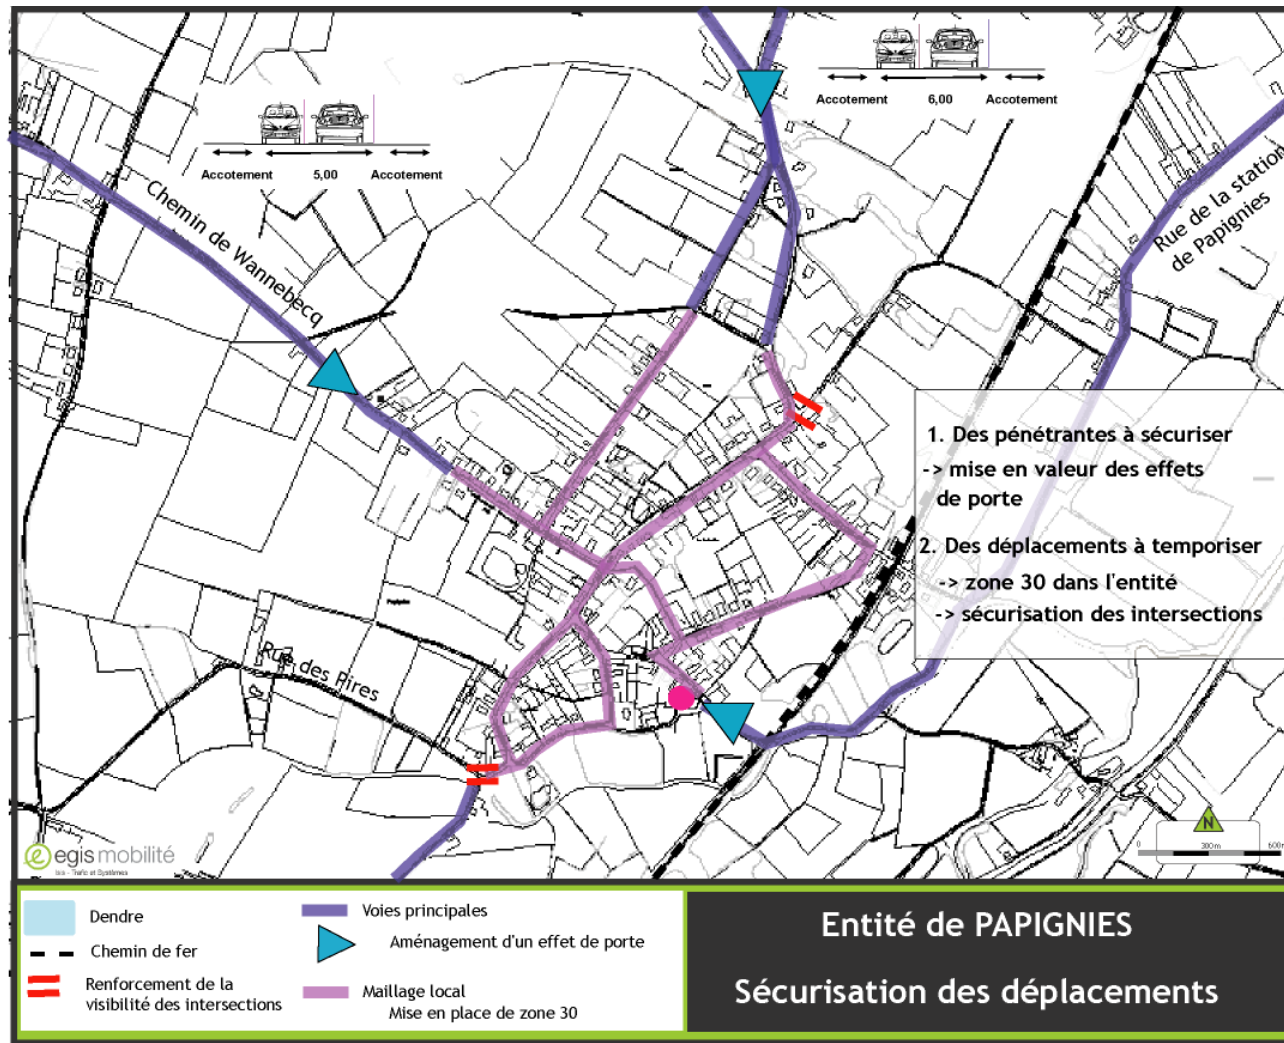 Accotement 6,00 Accotement
Accotement 5,00 Accotement
Chemin de Wannebecq
Rue de la station
de Papignies
1. Des pénétrantes à sécuriser
-> mise en valeur des effets
de porte
2. Des déplacements à temporiser
-> zone 30 dans l'entité
-> sécurisation des intersections
Rue des Pires
N
0 300m 600m
egis mobilité
Dendre
Chemin de fer
Renforcement de la
visibilité des intersections
Voies principales
Aménagement d'un effet de porte
Maillage local
Mise en place de zone 30
Entité de PAPIGNIES
Sécurisation des déplacements